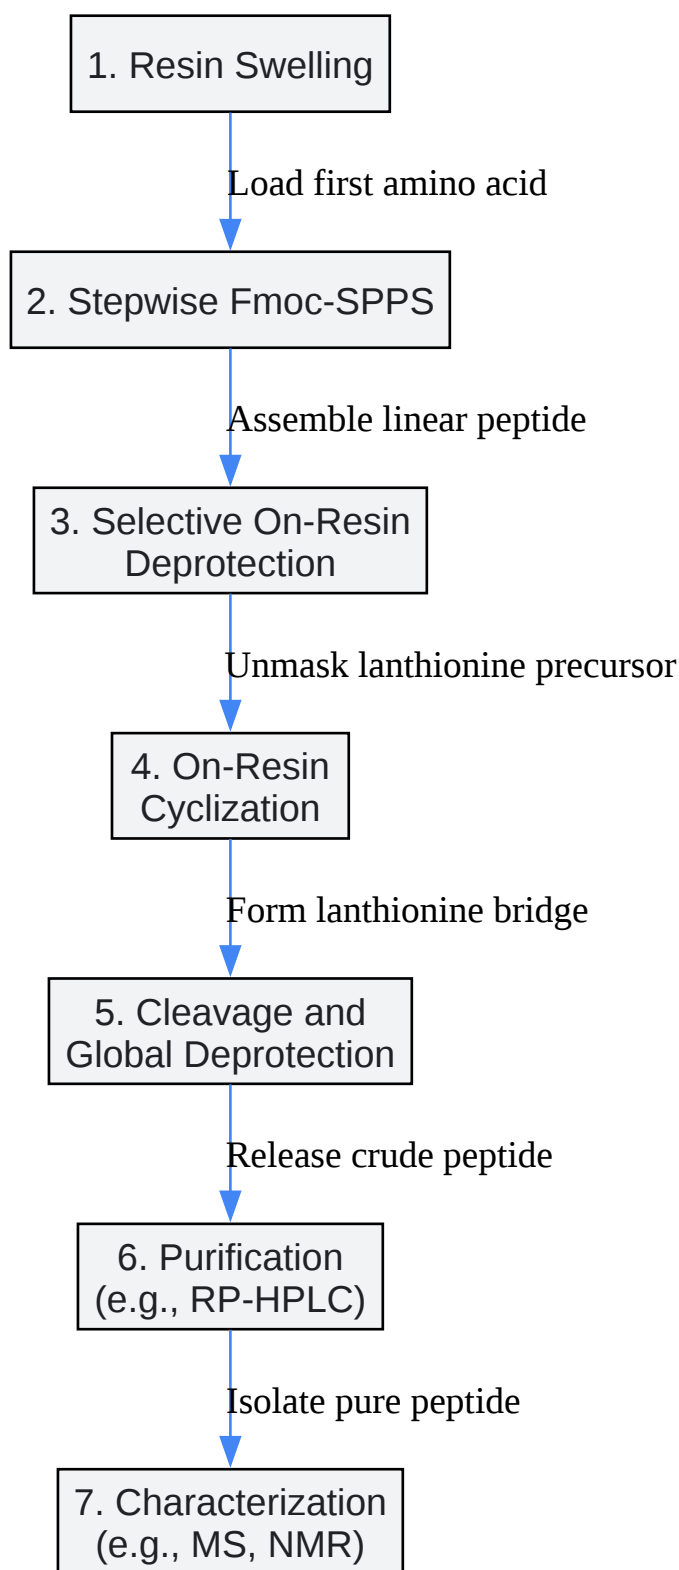 1. Resin Swelling
Load first amino acid
2. Stepwise Fmoc-SPPS
Assemble linear peptide
3. Selective On-Resin
Deprotection
Unmask lanthionine precursor
4. On-Resin
Cyclization
Form lanthionine bridge
5. Cleavage and
Global Deprotection
Release crude peptide
6. Purification
(e.g., RP-HPLC)
Isolate pure peptide
7. Characterization
(e.g., MS, NMR)